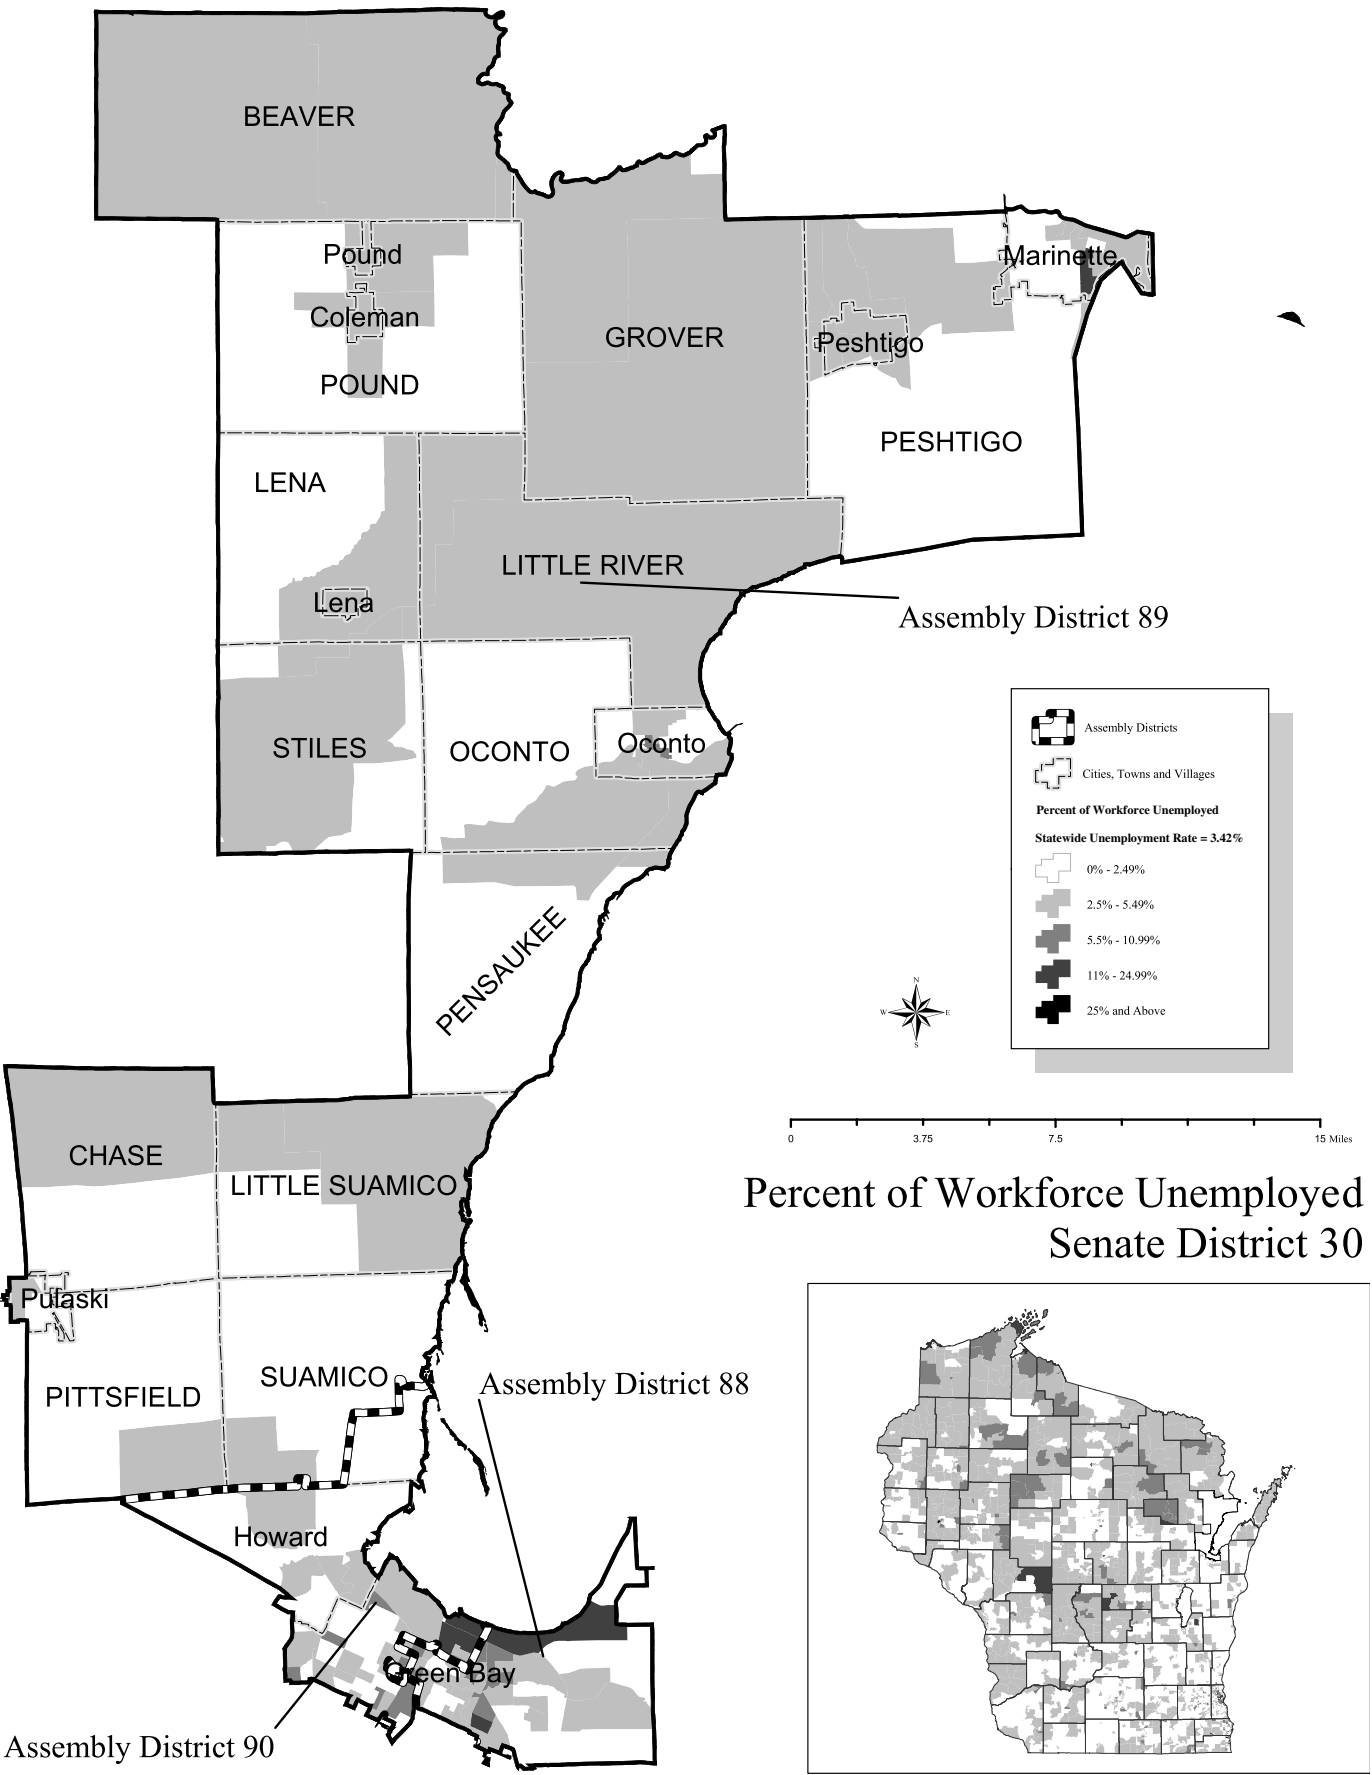 BEAVER
Pound
Marinette
Coleman
GROVER
Peshtigo
POUND
PESHTIGO
LENA
LITTLE RIVER
Lena
Assembly District 89
STILES
OCONTO
Oconto
Assembly Districts
Cities, Towns and Villages
Percent of Workforce Unemployed
Statewide Unemployment Rate = 3.42%
0% - 2.49%
2.5% - 5.49%
5.5% - 10.99%
11% - 24.99%
25% and Above
PENSAUKEE
N
W E
S
0 3.75 7.5 15 Miles
CHASE
LITTLE SUAMICO
Percent of Workforce Unemployed
Senate District 30
Pulaski
SUAMICO
PITTSFIELD
Assembly District 88
Howard
Green Bay
Assembly District 90